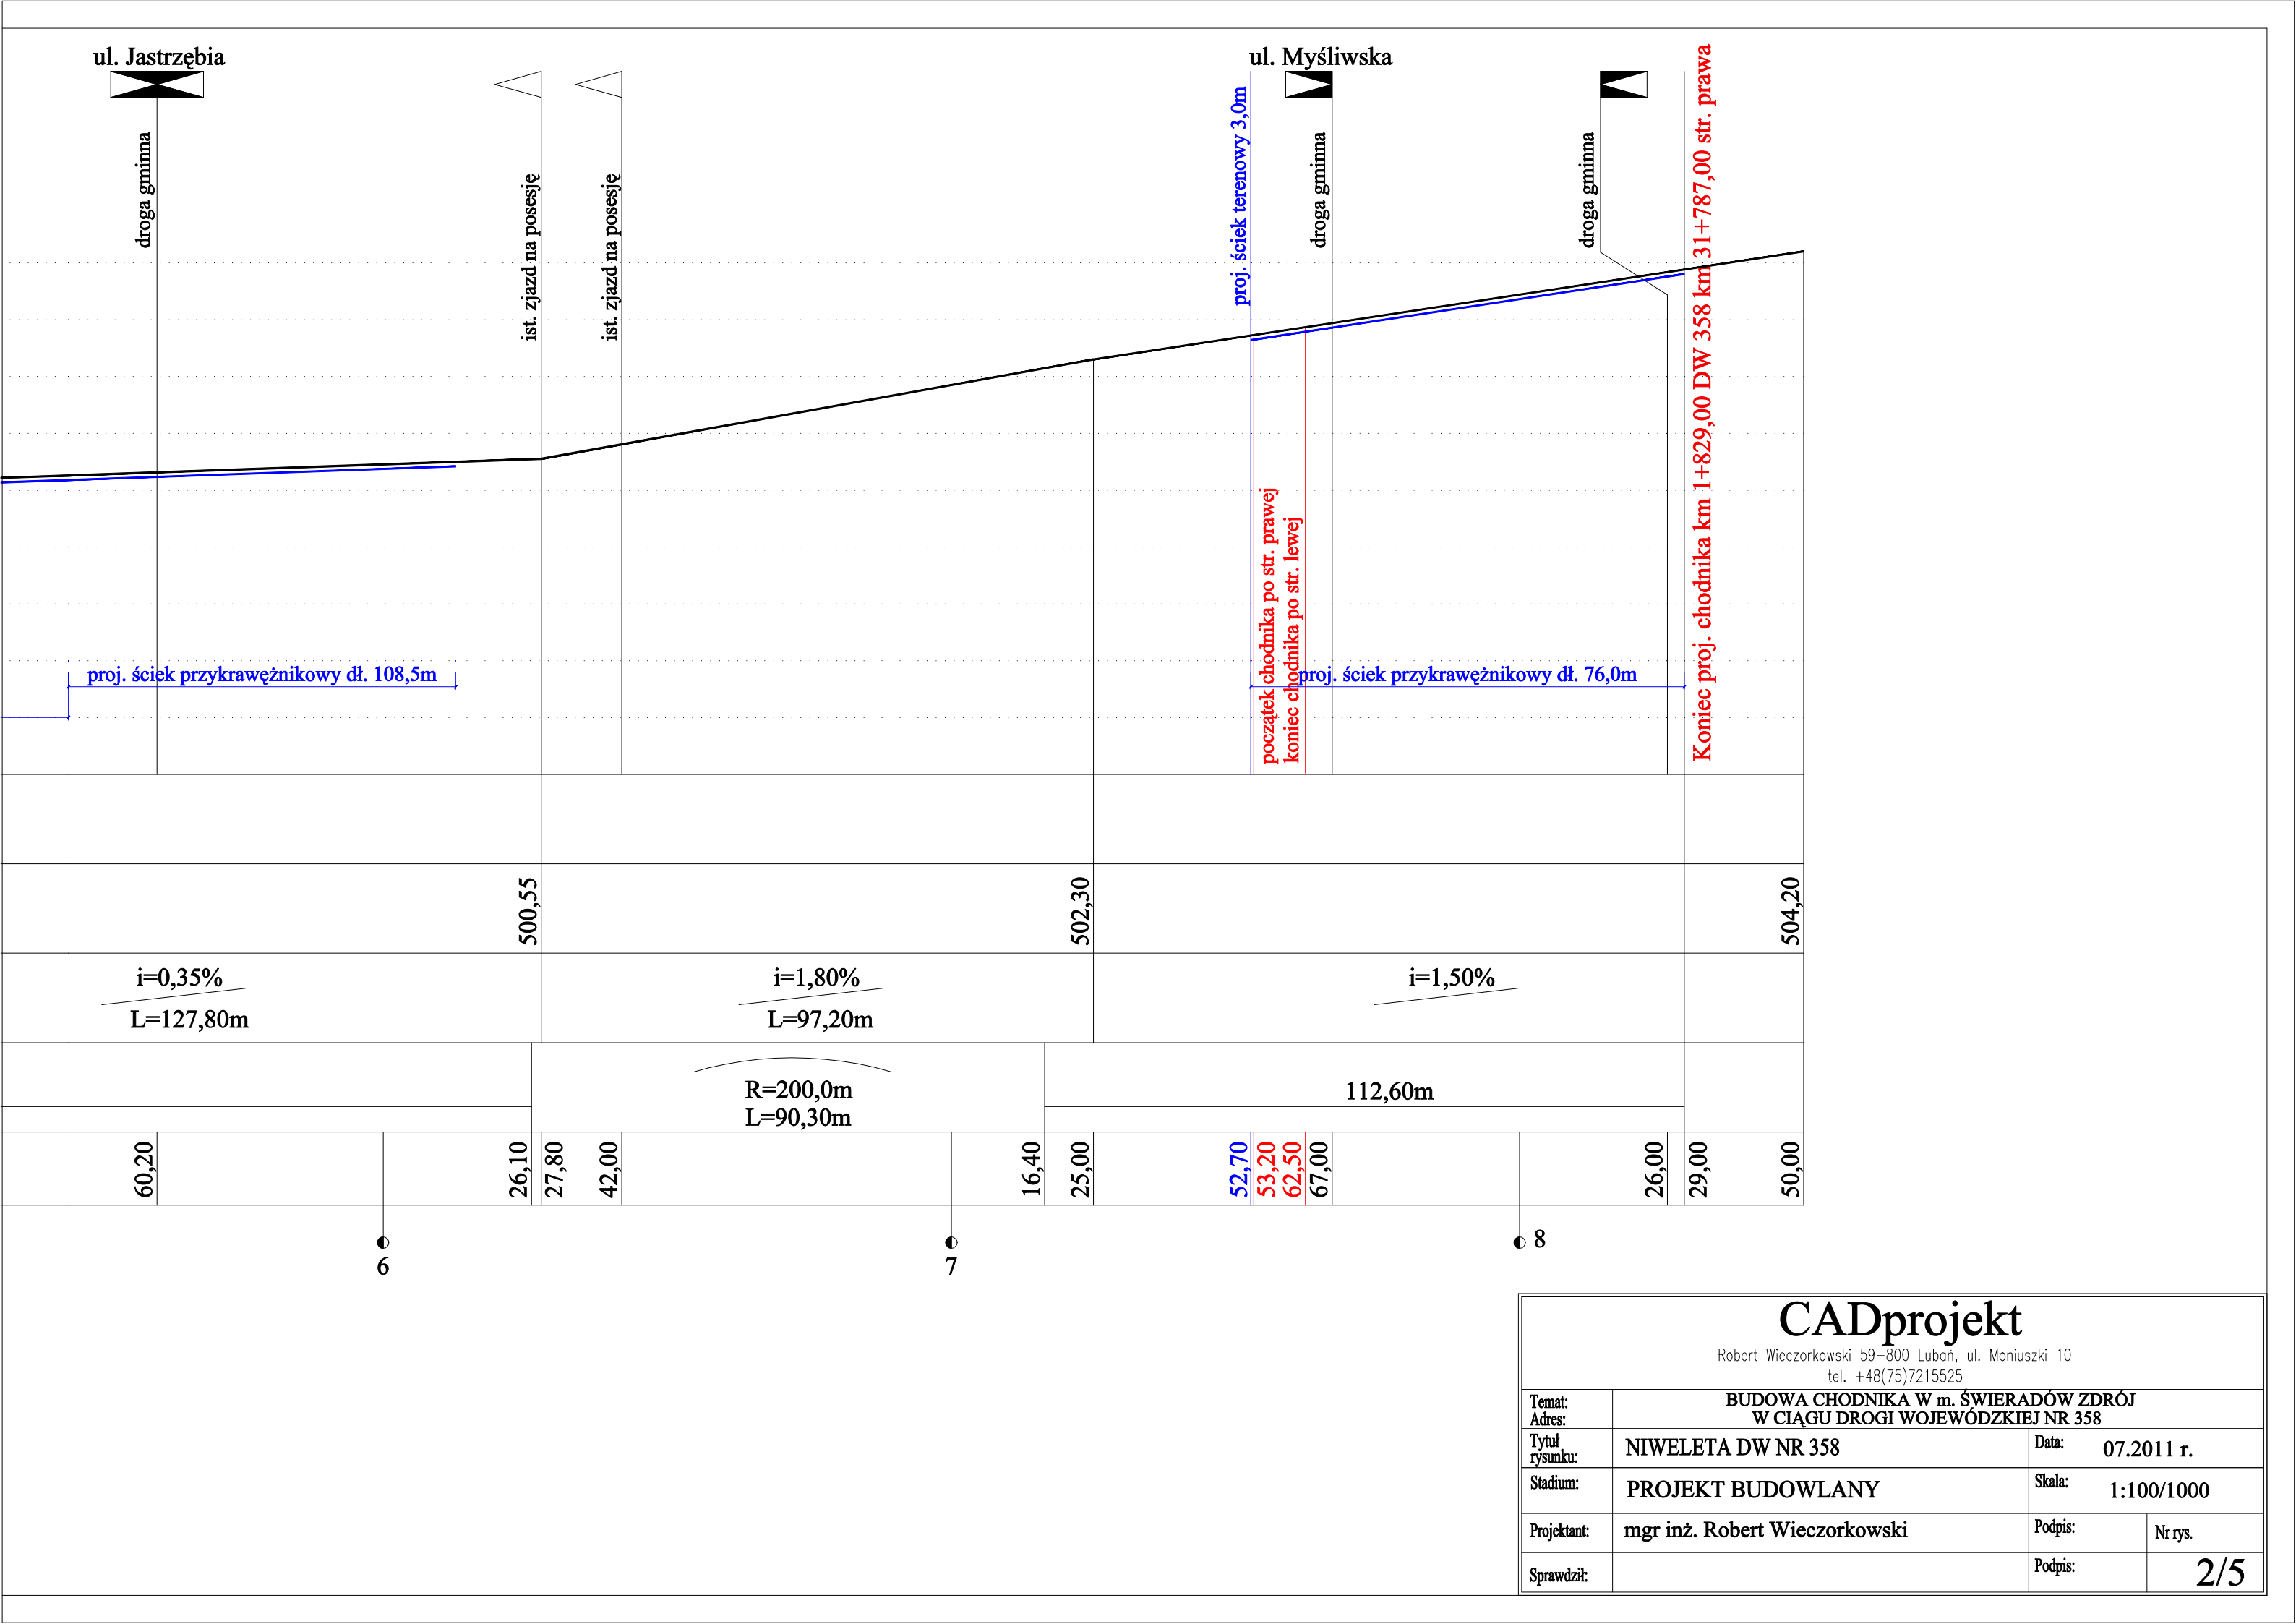 ul. Jastrzębia
droga gminna
ist. zjazd na posesję
ist. zjazd na posesję
ul. Myśliwska
proj. ściek terenowy 3,0m
droga gminna
droga gminna
Koniec proj. chodnika km 1+829,00 DW 358 km 31+787,00 str. prawa
początek chodnika po str. prawej
koniec chodnika po str. lewej
proj. ściek przykrawężnikowy dł. 108,5m
proj. ściek przykrawężnikowy dł. 76,0m
500,55
502,30
504,20
i=0,35%
L=127,80m
i=1,80%
L=97,20m
i=1,50%
R=200,0m
L=90,30m
112,60m
60,20
26,10
27,80
42,00
16,40
25,00
52,70
53,20
62,50
67,00
26,00
29,00
50,00
6
7
8
CADprojekt
Robert Wieczorkowski 59-800 Lubań, ul. Moniuszki 10
tel. +48(75)7215525
Temat:
Adres:
BUDOWA CHODNIKA W m. ŚWIERADÓW ZDRÓJ
W CIĄGU DROGI WOJEWÓDZKIEJ NR 358
Tytuł
rysunku:
NIWELETA DW NR 358
Data:
07.2011 r.
Stadium:
PROJEKT BUDOWLANY
Skala:
1:100/1000
Projektant:
mgr inż. Robert Wieczorkowski
Podpis:
Nr rys.
Sprawdził:
Podpis:
2/5